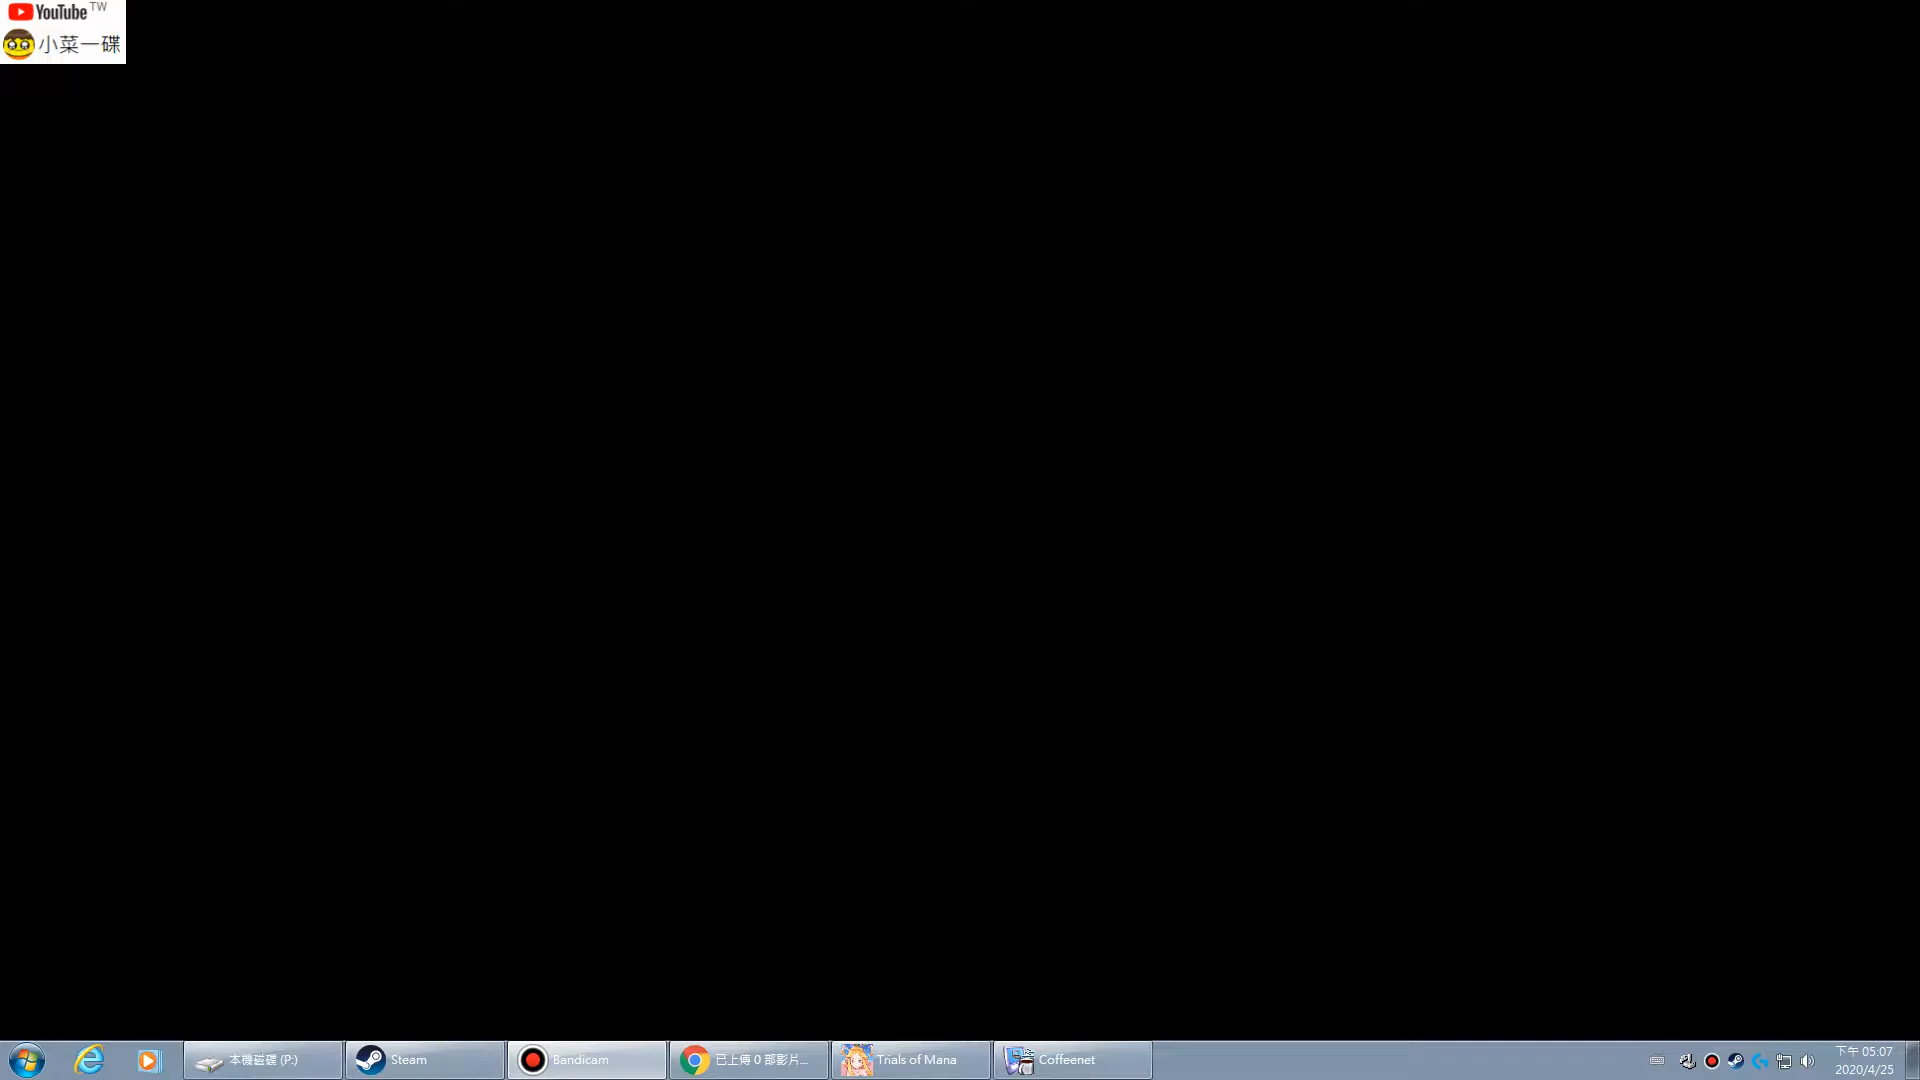 YouTube TW
小菜一碟
本機磁碟 (P:)
Steam
Bandicam
已上傳 0 部影片...
Trials of Mana
Coffeenet
下午 05:07
2020/4/25